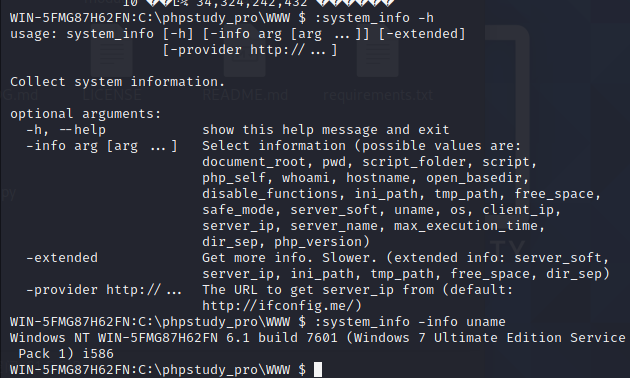 10 34,324,242,432
WIN-5FMG87H62FN:C:\phpstudy_pro\WWW $ :system_info -h
usage: system_info [-h] [-info arg [arg ...]] [-extended]
[-provider http://...]
Collect system information.
optional arguments:
-h, --help show this help message and exit
-info arg [arg ...] Select information (possible values are:
document_root, pwd, script_folder, script,
php_self, whoami, hostname, open_basedir,
disable_functions, ini_path, tmp_path, free_space,
safe_mode, server_soft, uname, os, client_ip,
server_ip, server_name, max_execution_time,
dir_sep, php_version)
-extended Get more info. Slower. (extended info: server_soft,
server_ip, ini_path, tmp_path, free_space, dir_sep)
-provider http://... The URL to get server_ip from (default:
http://ifconfig.me/)
WIN-5FMG87H62FN:C:\phpstudy_pro\WWW $ :system_info -info uname
Windows NT WIN-5FMG87H62FN 6.1 build 7601 (Windows 7 Ultimate Edition Service
Pack 1) i586
WIN-5FMG87H62FN:C:\phpstudy_pro\WWW $
LICENSE
README.md
requirements.txt